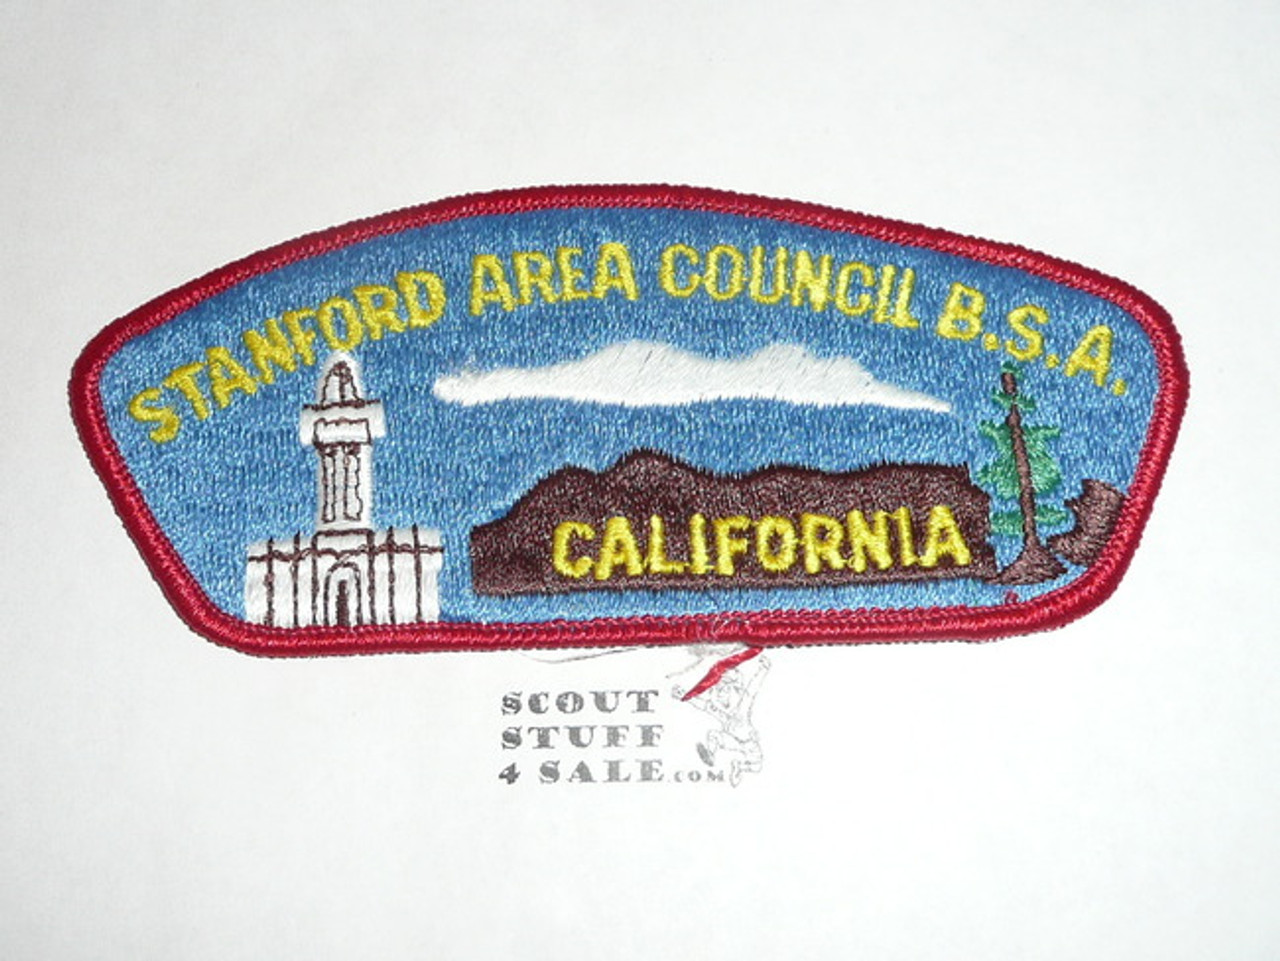 STANFORD AREA COUNCIL B.S.A.
CALIFORNIA
SCOUT
STUFF
4 SALE.COM